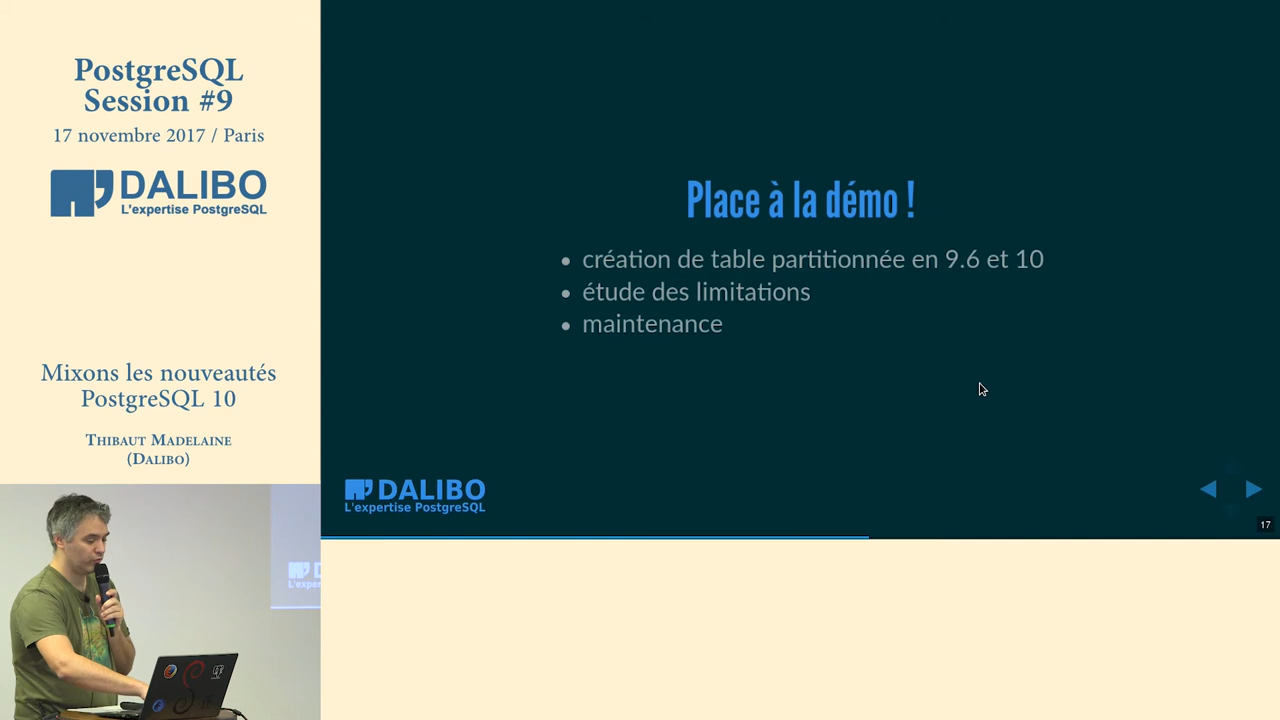 PostgreSQL
Session #9
17 novembre 2017 / Paris
DALIBO
L'expertise PostgreSQL
Mixons les nouveautés
PostgreSQL 10
Thibaut Madelaine
(Dalibo)
Place à la démo !
• création de table partitionnée en 9.6 et 10
• étude des limitations
• maintenance
DALIBO
L'expertise PostgreSQL
17